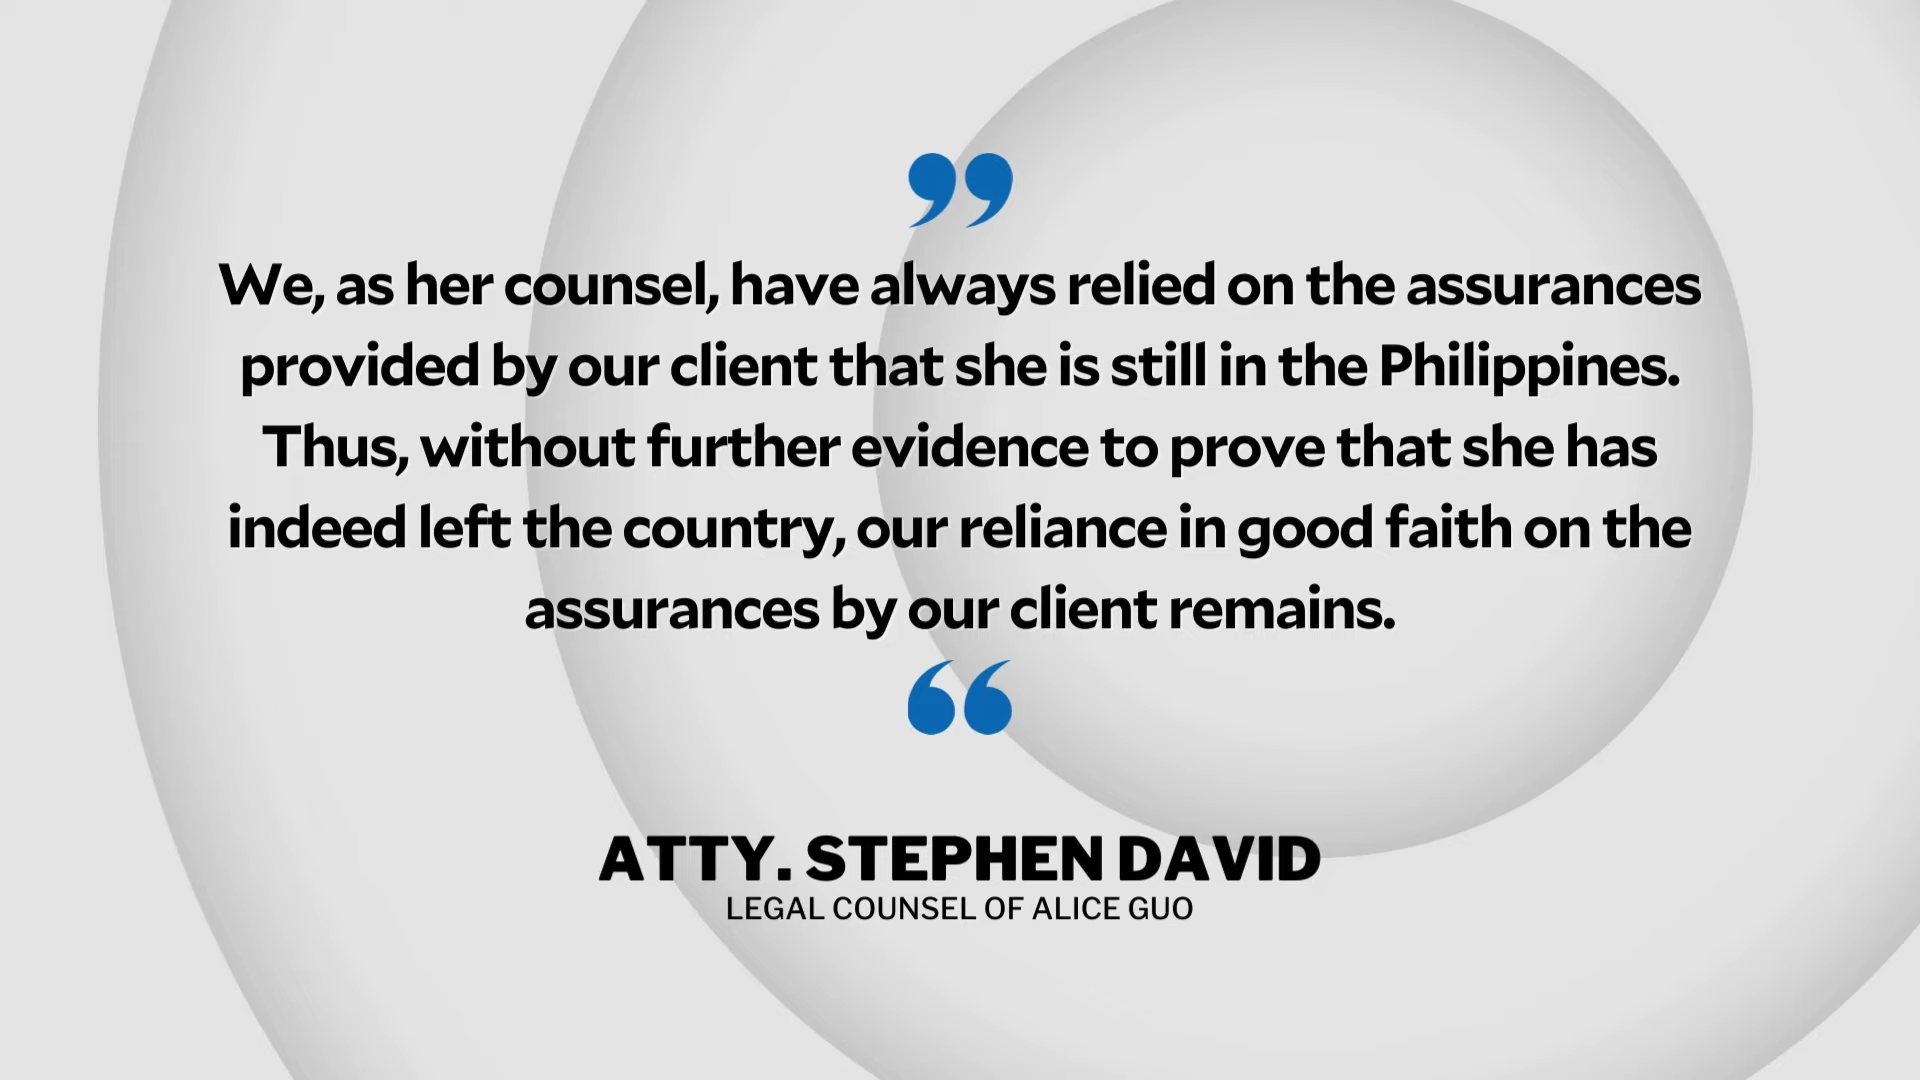 ”
We, as her counsel, have always relied on the assurances
provided by our client that she is still in the Philippines.
Thus, without further evidence to prove that she has
indeed left the country, our reliance in good faith on the
assurances by our client remains.
“
ATTY. STEPHEN DAVID
LEGAL COUNSEL OF ALICE GUO